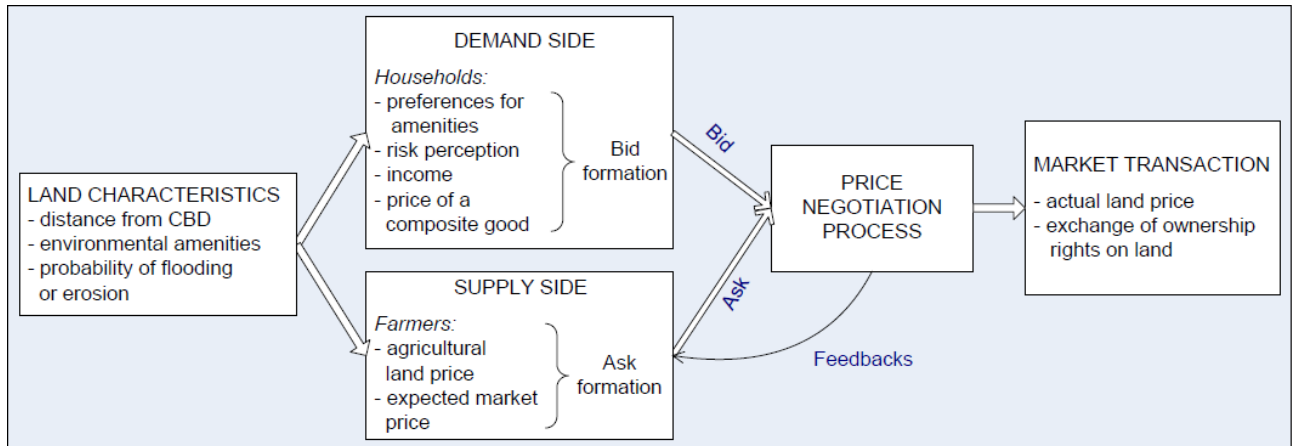 LAND CHARACTERISTICS
- distance from CBD
- environmental amenities
- probability of flooding
or erosion
DEMAND SIDE
Households:
- preferences for
amenities
- risk perception
- income
- price of a
composite good
Bid
formation
SUPPLY SIDE
Farmers:
- agricultural
land price
- expected market
price
Ask
formation
Bid
Ask
PRICE
NEGOTIATION
PROCESS
Feedbacks
MARKET TRANSACTION
- actual land price
- exchange of ownership
rights on land